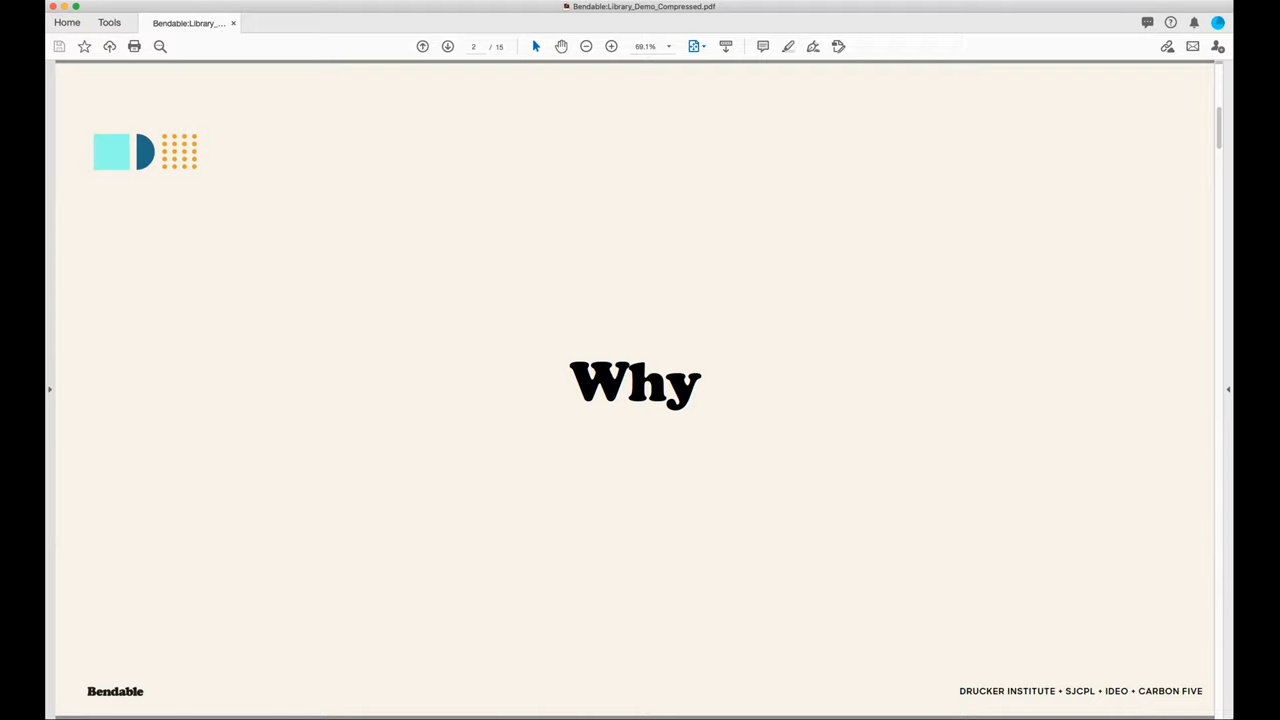 Bendable:Library_Demo_Compressed.pdf
Home Tools Bendable:Library_... ×
2 / 15 69.1%
Why
Bendable
DRUCKER INSTITUTE + SJCPL + IDEO + CARBON FIVE